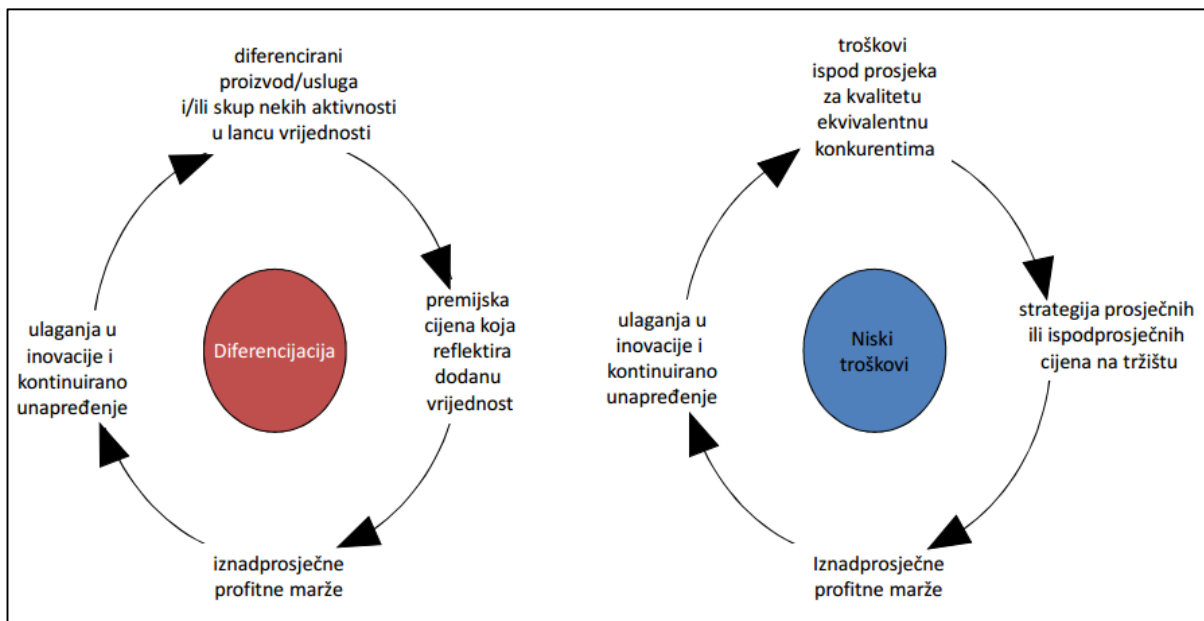 diferencirani
proizvod/usluga
i/ili skup nekih aktivnosti
u lancu vrijednosti
premijska
cijena koja
reflektira
dodanu
vrijednost
iznadprosječne
profitne marže
ulaganja u
inovacije i
kontinuirano
unapređenje
Diferencijacija
troškovi
ispod prosjeka
za kvalitetu
ekvivalentnu
konkurentima
strategija prosječnih
ili ispodprosječnih
cijena na tržištu
Iznadprosječne
profitne marže
ulaganja u
inovacije i
kontinuirano
unapređenje
Niski
troškovi